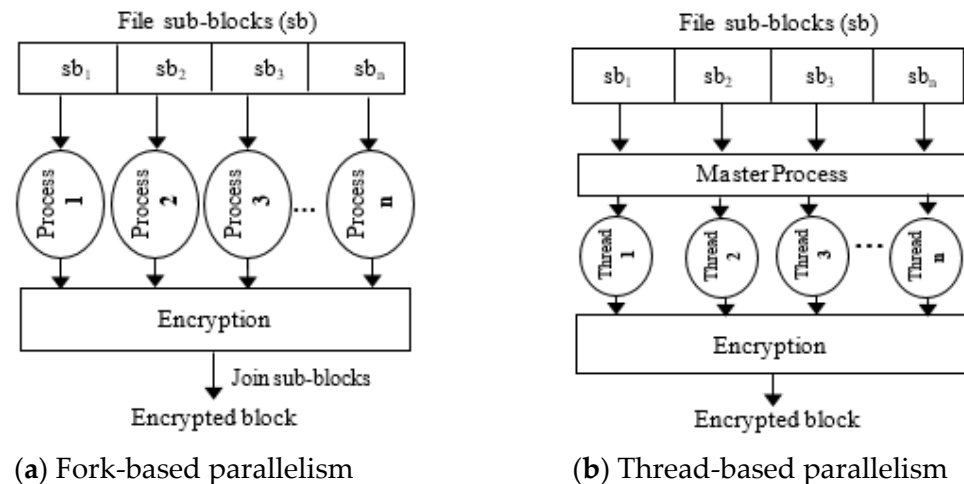 File sub-blocks (sb)
sb₁ sb₂ sb₃ sbₙ
Process 1 Process 2 Process 3 ... Process n
Encryption
Join sub-blocks
Encrypted block
(a) Fork-based parallelism
File sub-blocks (sb)
sb₁ sb₂ sb₃ sbₙ
Master Process
Thread 1 Thread 2 Thread 3 ... Thread n
Encryption
Encrypted block
(b) Thread-based parallelism